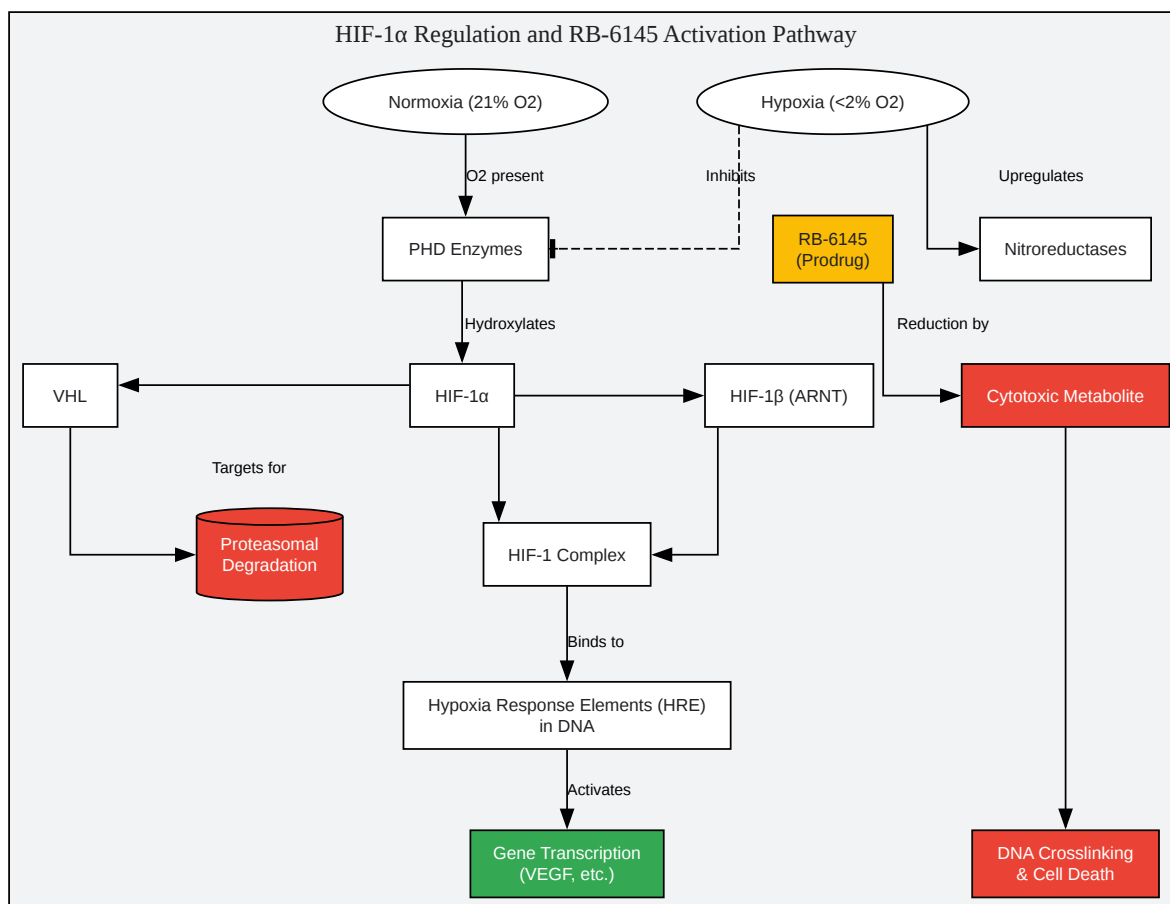 HIF-1α Regulation and RB-6145 Activation Pathway
Normoxia (21% O2)
Hypoxia (<2% O2)
O2 present
Inhibits
Upregulates
PHD Enzymes
RB-6145
(Prodrug)
Nitroreductases
Hydroxylates
Reduction by
VHL
HIF-1α
HIF-1β (ARNT)
Cytotoxic Metabolite
Targets for
Proteasomal
Degradation
HIF-1 Complex
Binds to
Hypoxia Response Elements (HRE)
in DNA
Activates
Gene Transcription
(VEGF, etc.)
DNA Crosslinking
& Cell Death